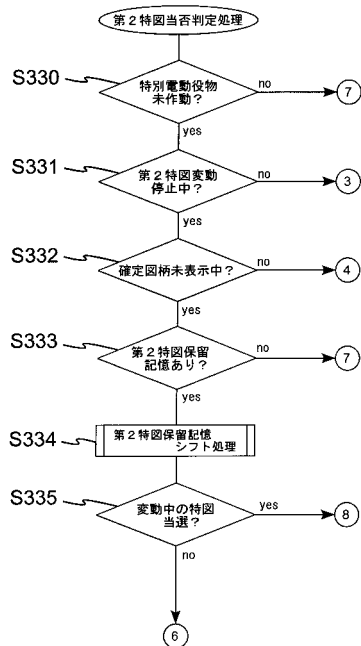 第２特図当否判定処理
S330
特別電動役物
未作動？
no
7
yes
S331
第２特図変動
停止中？
no
3
yes
S332
確定図柄未表示中？
no
4
yes
S333
第２特図保留
記憶あり？
no
7
yes
S334
第２特図保留記憶
シフト処理
S335
変動中の特図
当選？
yes
8
no
6